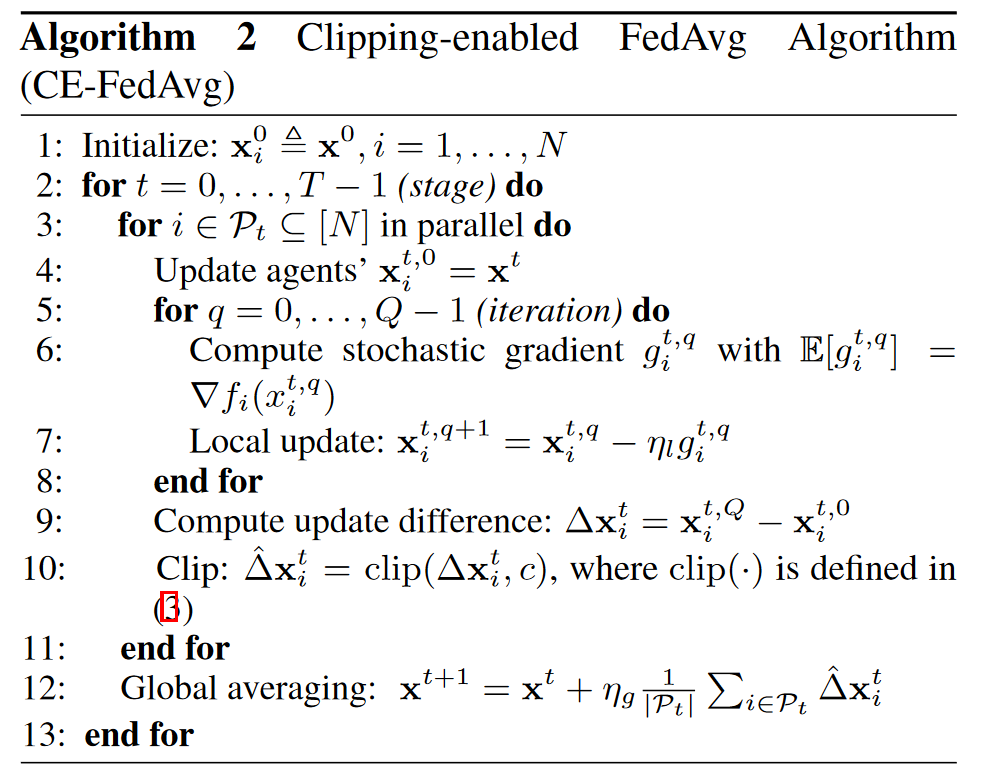 Algorithm 2 Clipping-enabled FedAvg Algorithm
(CE-FedAvg)
1: Initialize: $\mathbf{x}_i^0 \triangleq \mathbf{x}^0, i = 1, \ldots, N$
2: for $t = 0, \ldots, T-1$ (stage) do
3: for $i \in \mathcal{P}_t \subseteq [N]$ in parallel do
4: Update agents’ $\mathbf{x}_i^{t,0} = \mathbf{x}^t$
5: for $q = 0, \ldots, Q-1$ (iteration) do
6: Compute stochastic gradient $g_i^{t,q}$ with $\mathbb{E}[g_i^{t,q}] =$
$\nabla f_i(x_i^{t,q})$
7: Local update: $\mathbf{x}_i^{t,q+1} = \mathbf{x}_i^{t,q} - \eta_l g_i^{t,q}$
8: end for
9: Compute update difference: $\Delta \mathbf{x}_i^t = \mathbf{x}_i^{t,Q} - \mathbf{x}_i^{t,0}$
10: Clip: $\hat{\Delta} \mathbf{x}_i^t = \text{clip}(\Delta \mathbf{x}_i^t, c)$, where $\text{clip}(\cdot)$ is defined in
(3)
11: end for
12: Global averaging: $\mathbf{x}^{t+1} = \mathbf{x}^t + \eta_g \frac{1}{|\mathcal{P}_t|} \sum_{i \in \mathcal{P}_t} \hat{\Delta} \mathbf{x}_i^t$
13: end for